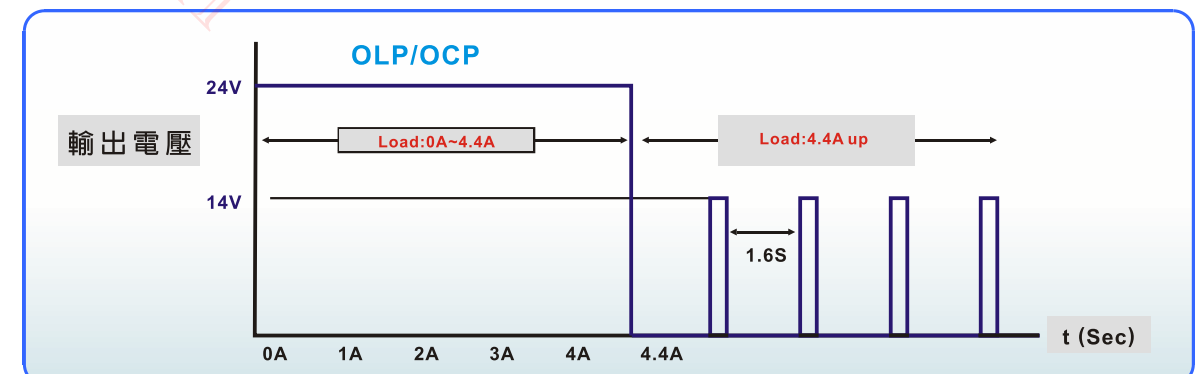 OLP/OCP
24V
輸出電壓
Load:0A~4.4A
Load:4.4A up
14V
1.6S
t (Sec)
0A 1A 2A 3A 4A 4.4A